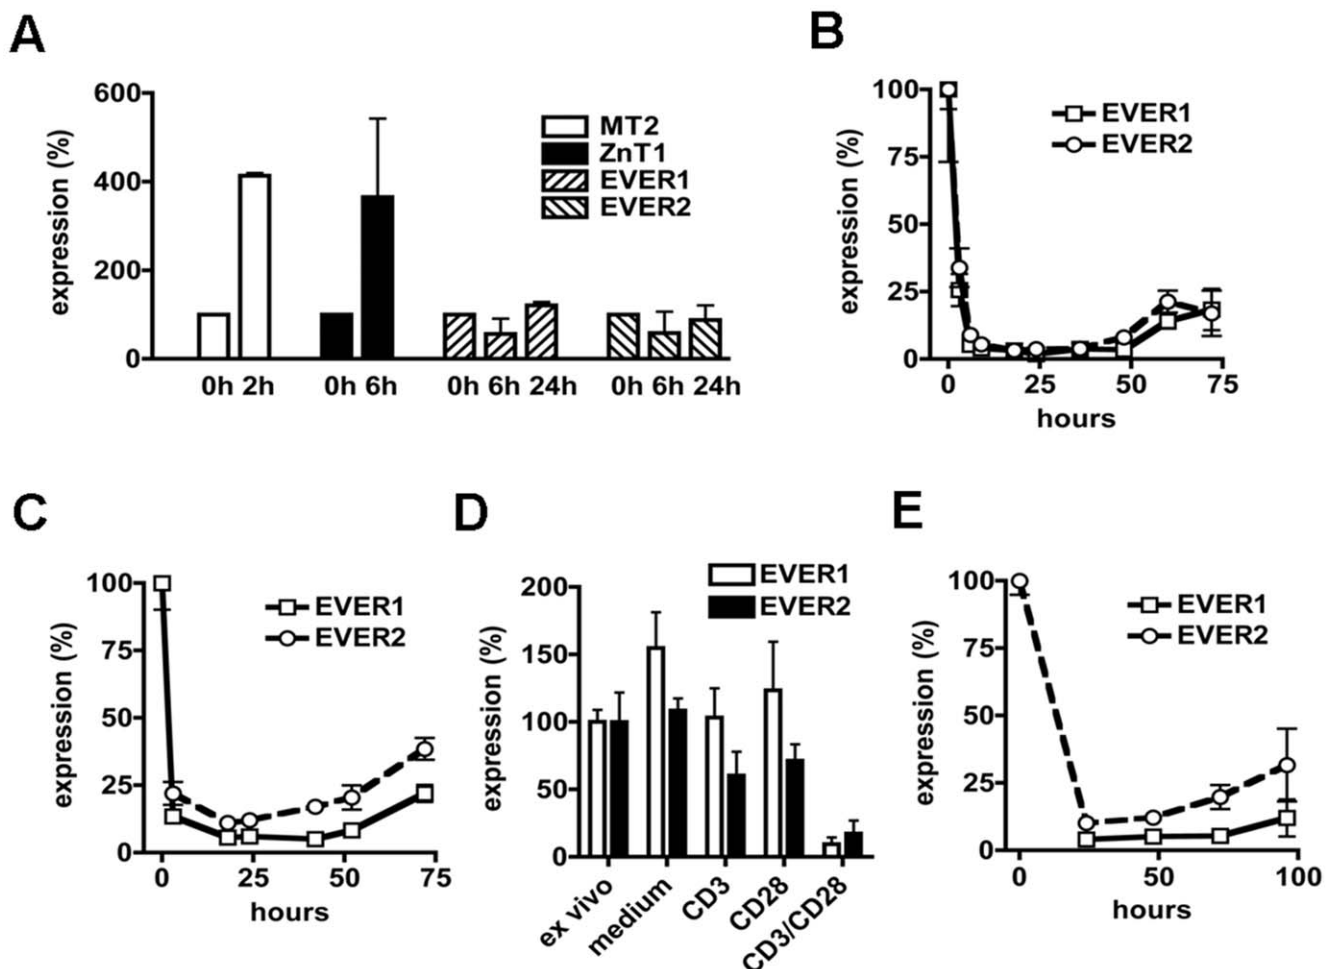 A
600
400
200
0
expression (%)
MT2
ZnT1
EVER1
EVER2
0h 2h
0h 6h
0h 6h 24h
0h 6h 24h
B
100
75
50
25
0
expression (%)
EVER1
EVER2
0
25
50
75
hours
C
100
75
50
25
0
expression (%)
EVER1
EVER2
0
25
50
75
hours
D
200
150
100
50
0
expression (%)
EVER1
EVER2
ex vivo
medium
CD3
CD28
CD3/CD28
E
100
75
50
25
0
expression (%)
EVER1
EVER2
0
50
100
hours